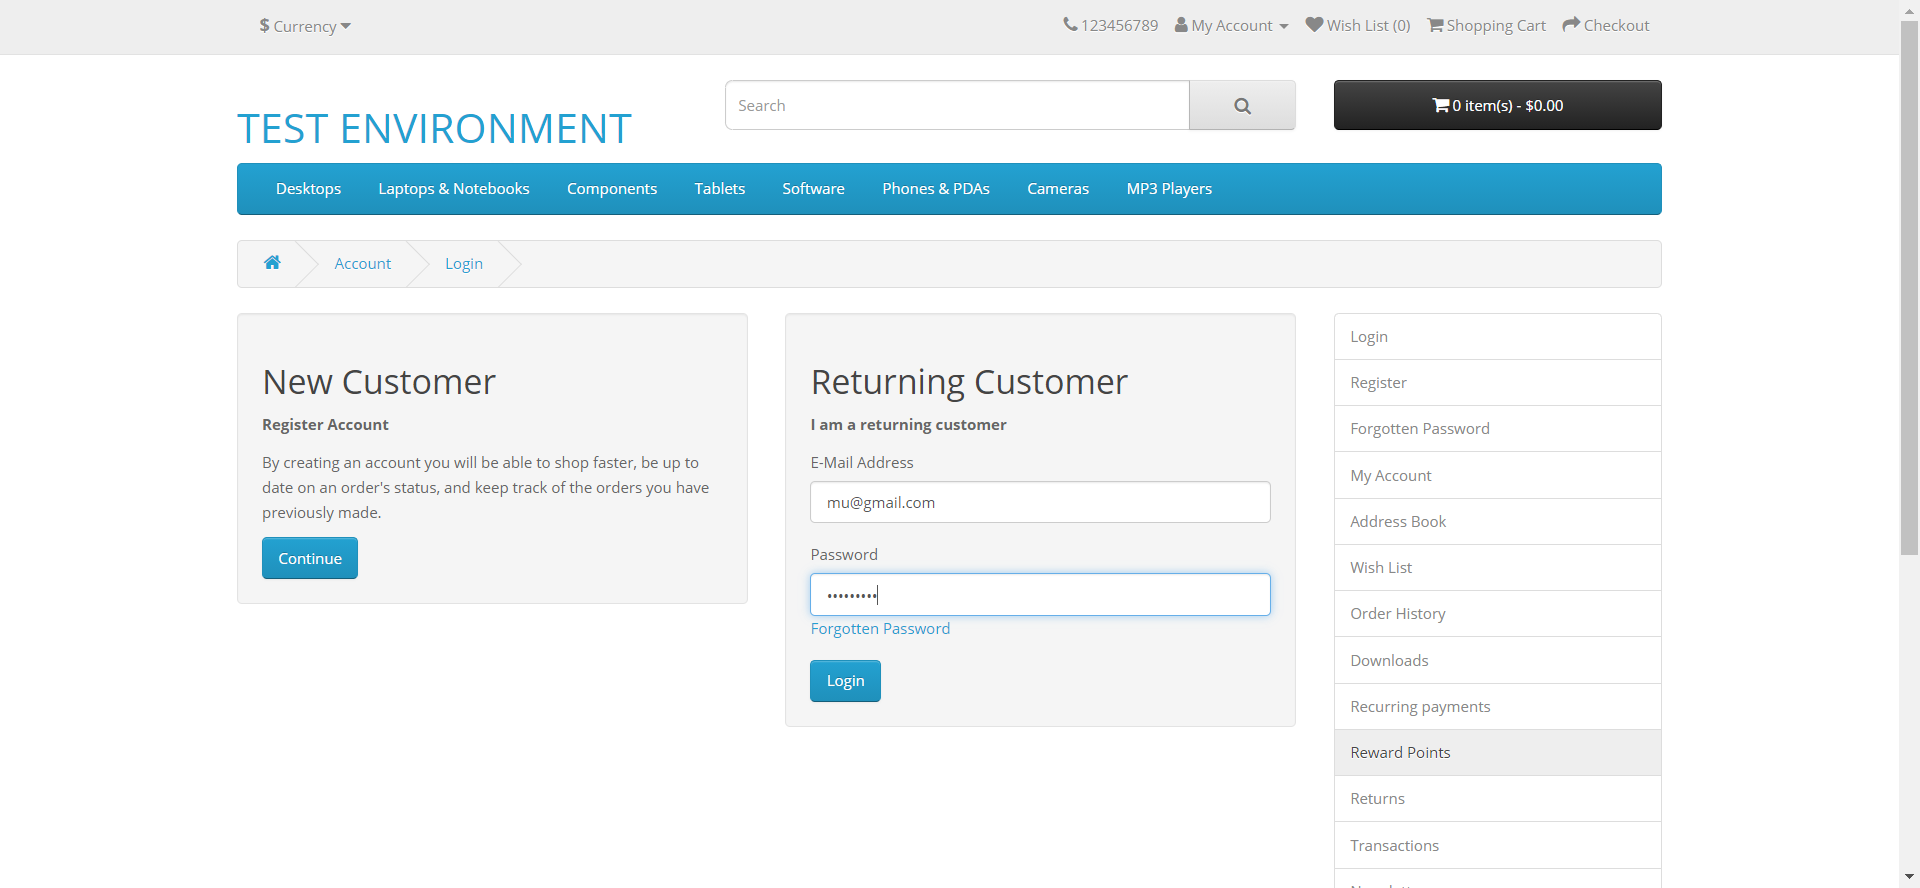 $ Currency
123456789 My Account Wish List (0) Shopping Cart Checkout
TEST ENVIRONMENT
Search
0 item(s) - $0.00
Desktops Laptops & Notebooks Components Tablets Software Phones & PDAs Cameras MP3 Players
Account Login
New Customer
Register Account
By creating an account you will be able to shop faster, be up to
date on an order's status, and keep track of the orders you have
previously made.
Continue
Returning Customer
I am a returning customer
E-Mail Address
mu@gmail.com
Password
•••••••••
Forgotten Password
Login
Login
Register
Forgotten Password
My Account
Address Book
Wish List
Order History
Downloads
Recurring payments
Reward Points
Returns
Transactions